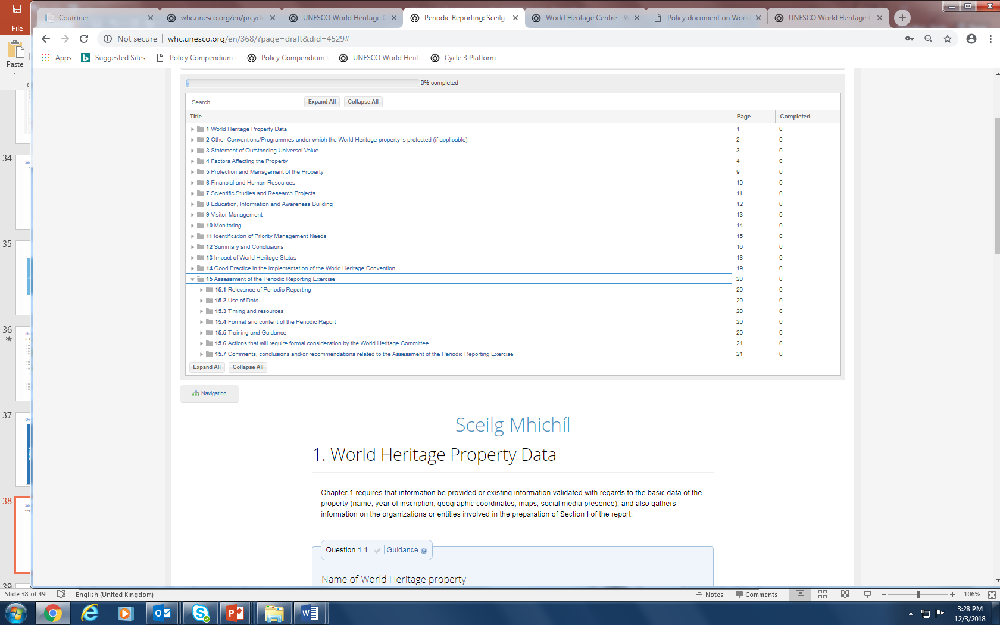 File
Paste
34
35
36
37
38
39
Cou(r)rier
whc.unesco.org/en/prcycle
UNESCO World Heritage C
Periodic Reporting: Sceilg
World Heritage Centre - W
Policy document on World
UNESCO World Heritage C
Not secure | whc.unesco.org/en/368/?page=draft&did=4529#
Apps
Suggested Sites
Policy Compendium
Policy Compendium
UNESCO World Herit
Cycle 3 Platform
0% completed
Search
Expand All
Collapse All
Title Page Completed
1 World Heritage Property Data 1 0
2 Other Conventions/Programmes under which the World Heritage property is protected (if applicable) 2 0
3 Statement of Outstanding Universal Value 3 0
4 Factors Affecting the Property 4 0
5 Protection and Management of the Property 9 0
6 Financial and Human Resources 10 0
7 Scientific Studies and Research Projects 11 0
8 Education, Information and Awareness Building 12 0
9 Visitor Management 13 0
10 Monitoring 14 0
11 Identification of Priority Management Needs 15 0
12 Summary and Conclusions 16 0
13 Impact of World Heritage Status 18 0
14 Good Practice in the Implementation of the World Heritage Convention 19 0
15 Assessment of the Periodic Reporting Exercise 20 0
15.1 Relevance of Periodic Reporting 20 0
15.2 Use of Data 20 0
15.3 Timing and resources 20 0
15.4 Format and content of the Periodic Report 20 0
15.5 Training and Guidance 20 0
15.6 Actions that will require formal consideration by the World Heritage Committee 21 0
15.7 Comments, conclusions and/or recommendations related to the Assessment of the Periodic Reporting Exercise 21 0
Expand All
Collapse All
Navigation
Sceilg Mhichíl
1. World Heritage Property Data
Chapter 1 requires that information be provided or existing information validated with regards to the basic data of the
property (name, year of inscription, geographic coordinates, maps, social media presence), and also gathers
information on the organizations or entities involved in the preparation of Section I of the report.
Question 1.1 Guidance
Name of World Heritage property
Slide 38 of 49 English (United Kingdom) Notes Comments 106%
3:28 PM
12/3/2018